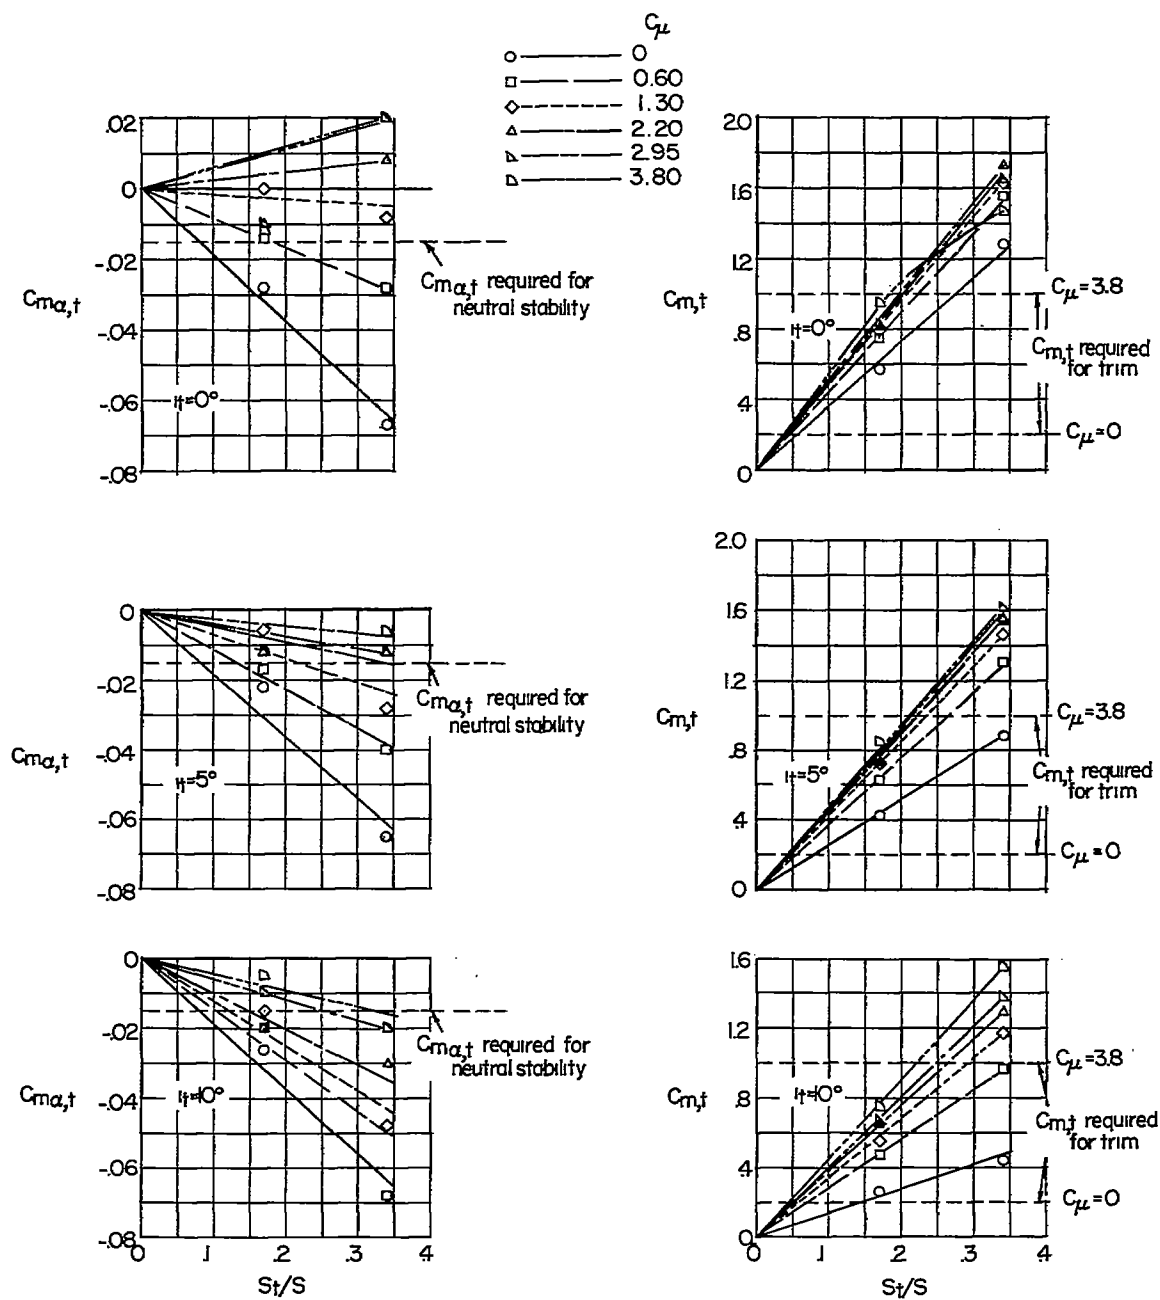 Cμ
0
0.60
1.30
2.20
2.95
3.80
.02
0
-.02
-.04
-.06
-.08
Cmα,t
it=0°
Cmα,t required for
neutral stability
2.0
1.6
1.2
.8
.4
0
Cm,t
it=0°
Cμ=3.8
Cm,t required
for trim
Cμ=0
0
-.02
-.04
-.06
-.08
Cmα,t
it=5°
Cmα,t required for
neutral stability
2.0
1.6
1.2
.8
.4
0
Cm,t
it=5°
Cμ=3.8
Cm,t required
for trim
Cμ=0
0
-.02
-.04
-.06
-.08
Cmα,t
it=10°
Cmα,t required for
neutral stability
0 .1 .2 .3 .4
St/S
1.6
1.2
.8
.4
0
Cm,t
it=10°
Cμ=3.8
Cm,t required
for trim
Cμ=0
0 .1 .2 .3 .4
St/S